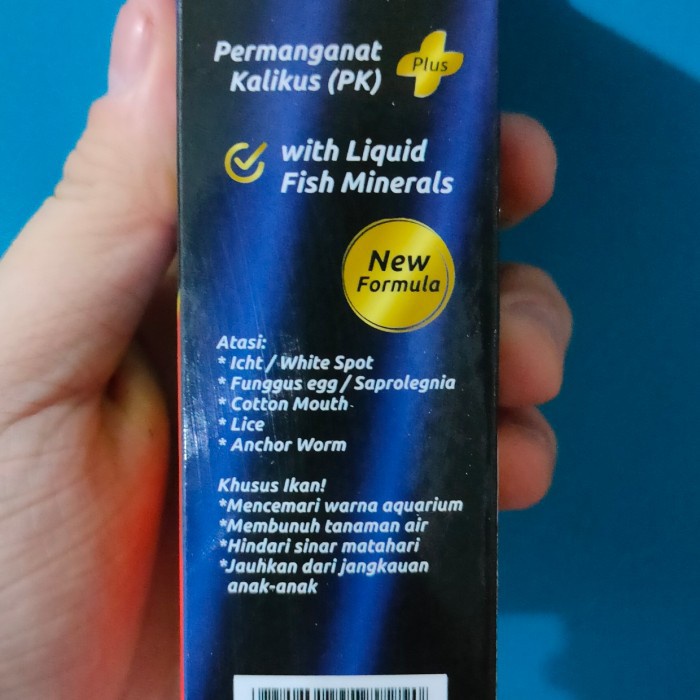 Permanganat
Kalikus (PK)
Plus
with Liquid
Fish Minerals
New
Formula
Atasi:
* Icht / White Spot
* Funggus egg / Saprolegnia
* Cotton Mouth
* Lice
* Anchor Worm
Khusus Ikan!
*Mencemari warna aquarium
*Membunuh tanaman air
*Hindari sinar matahari
*Jauhkan dari jangkauan
anak-anak